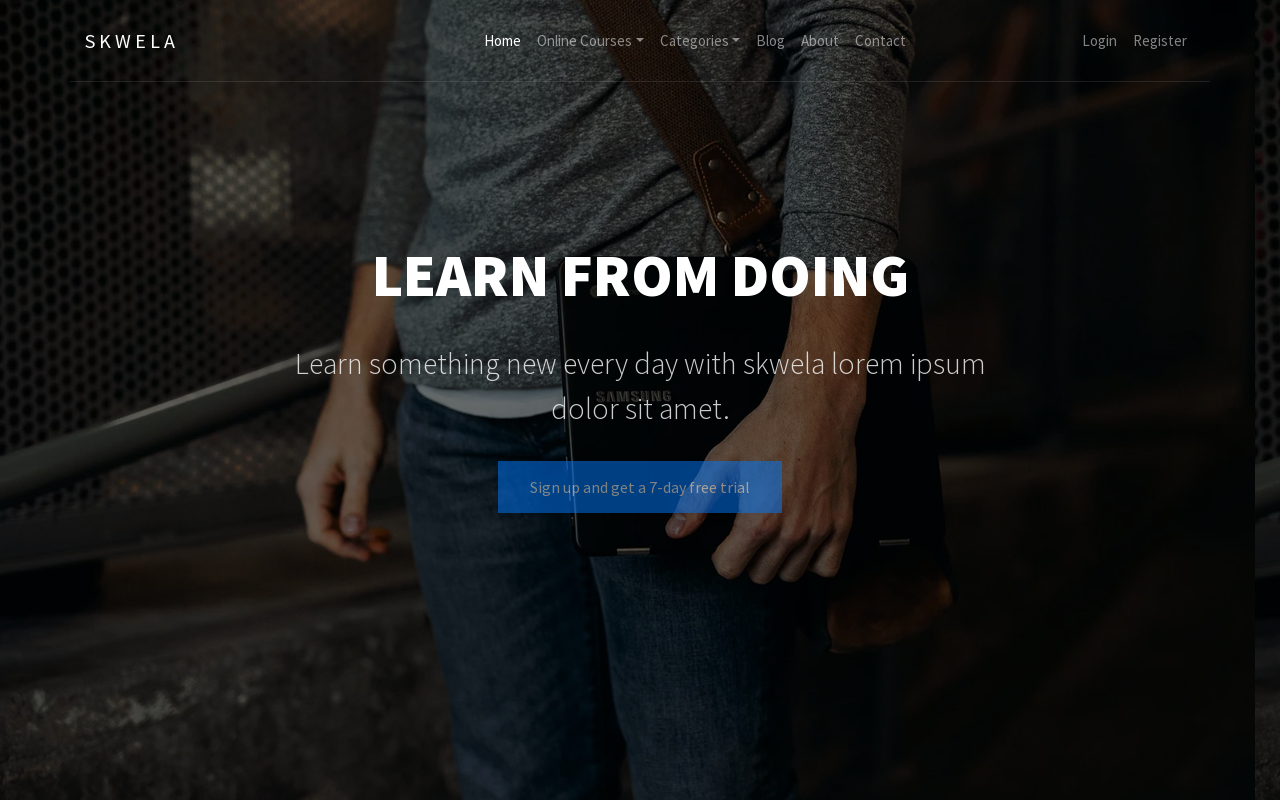 SKWELA
Home Online Courses Categories Blog About Contact
Login Register
LEARN FROM DOING
Learn something new every day with skwela lorem ipsum
dolor sit amet.
SAMSUNG
Sign up and get a 7-day free trial